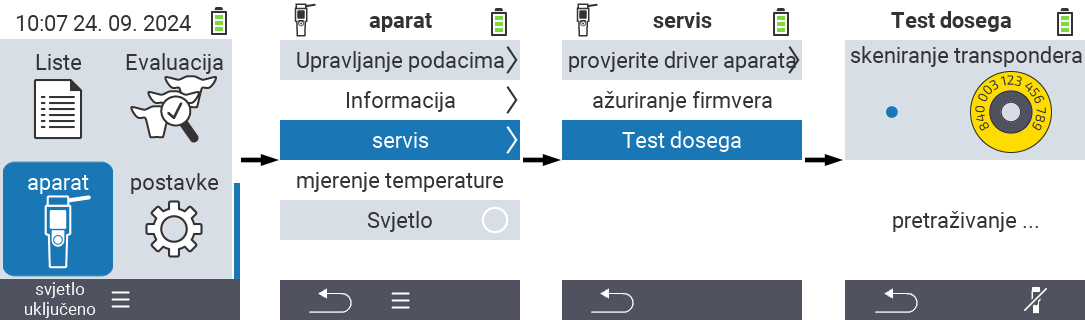 10:07 24. 09. 2024
Liste
Evaluacija
aparat
postavke
svjetlo
uključeno
aparat
Upravljanje podacima
Informacija
servis
mjerenje temperature
Svjetlo
servis
provjerite driver aparata
ažuriranje firmvera
Test dosega
Test dosega
skeniranje transpondera
840 003 123 456 789
pretraživanje ...